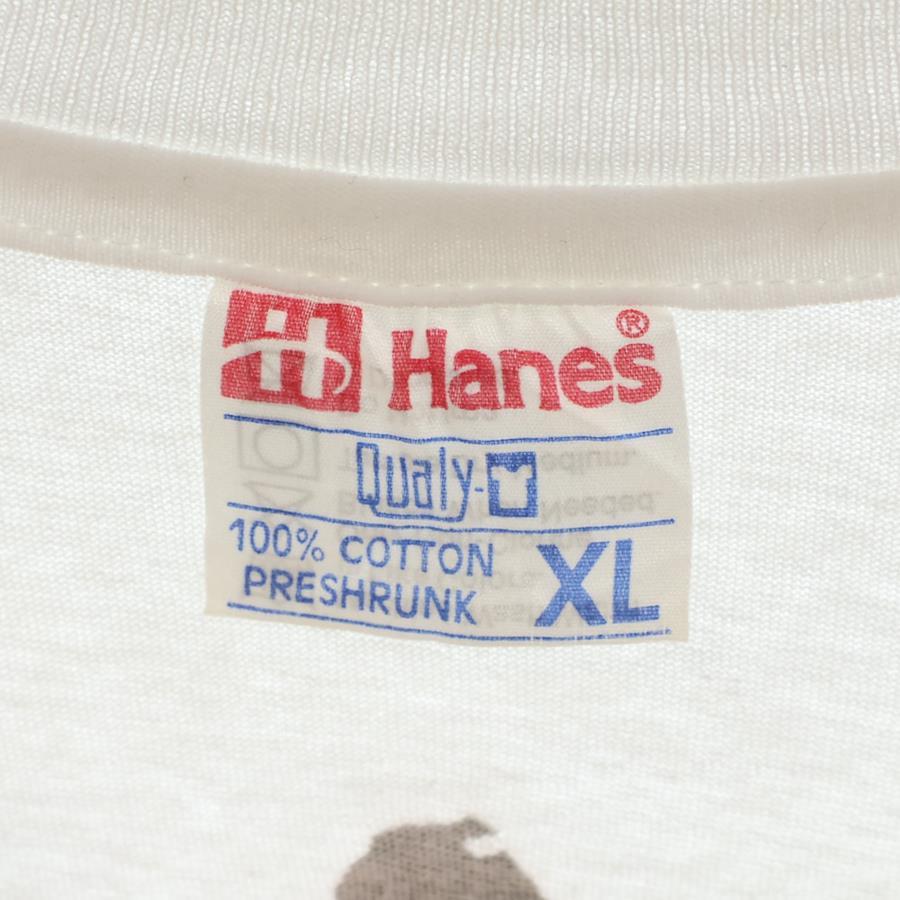 Hanes®
Qualy-
100% COTTON
PRESHRUNK
XL